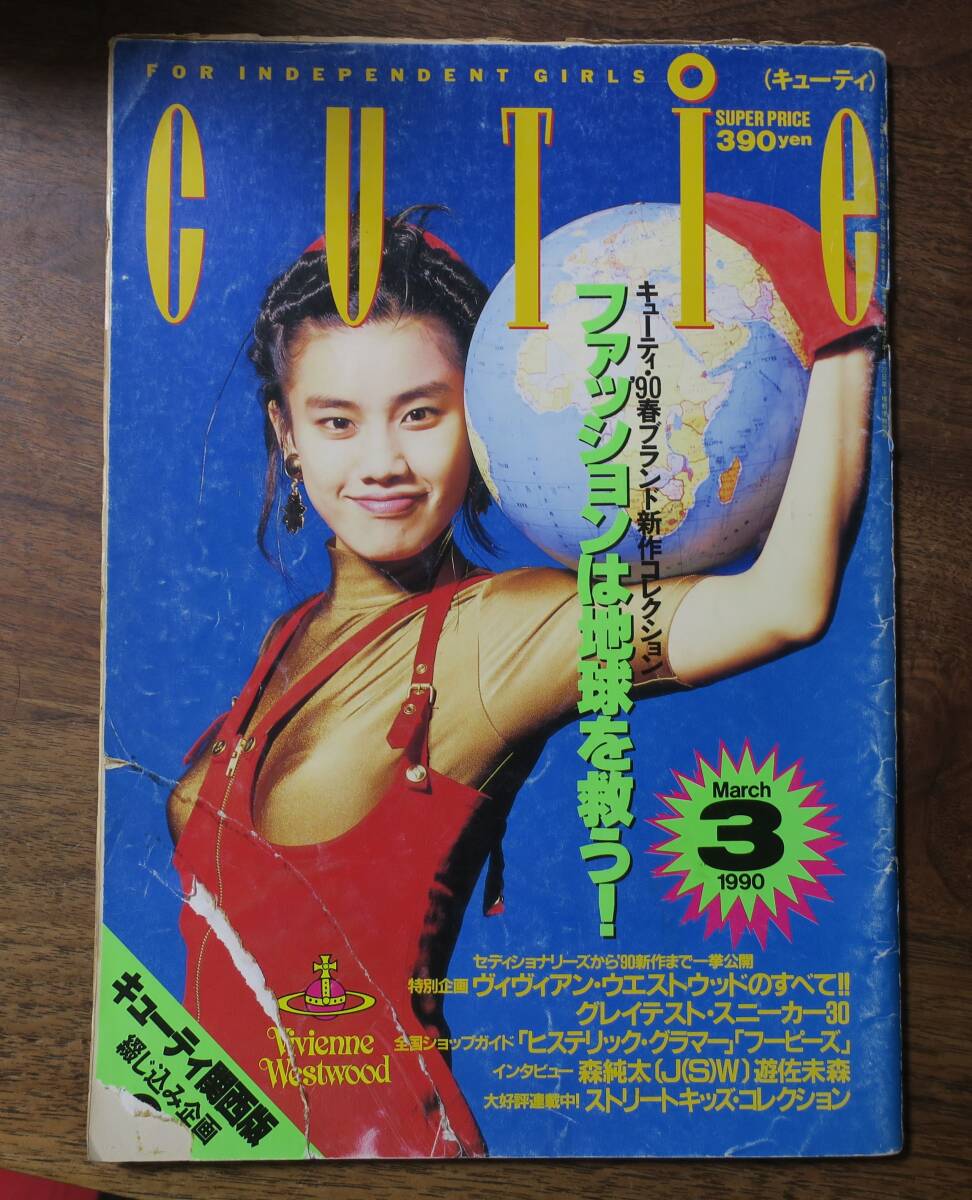 FOR INDEPENDENT GIRLS
(キューティ)
cUTie
SUPER PRICE
390yen
キューティ・'90春ブランド新作コレクション
ファッションは地球を救う!
March
3
1990
セディショナリーズから'90新作まで一挙公開
特別企画 ヴィヴィアン・ウエストウッドのすべて!!
グレイテスト・スニーカー30
全国ショップガイド「ヒステリック・グラマー」「フーピーズ」
インタビュー 森純太(J(S)W) 遊佐未森
大好評連載中! ストリートキッズ・コレクション
Vivienne
Westwood
キューティ関西版
綴じ込み企画